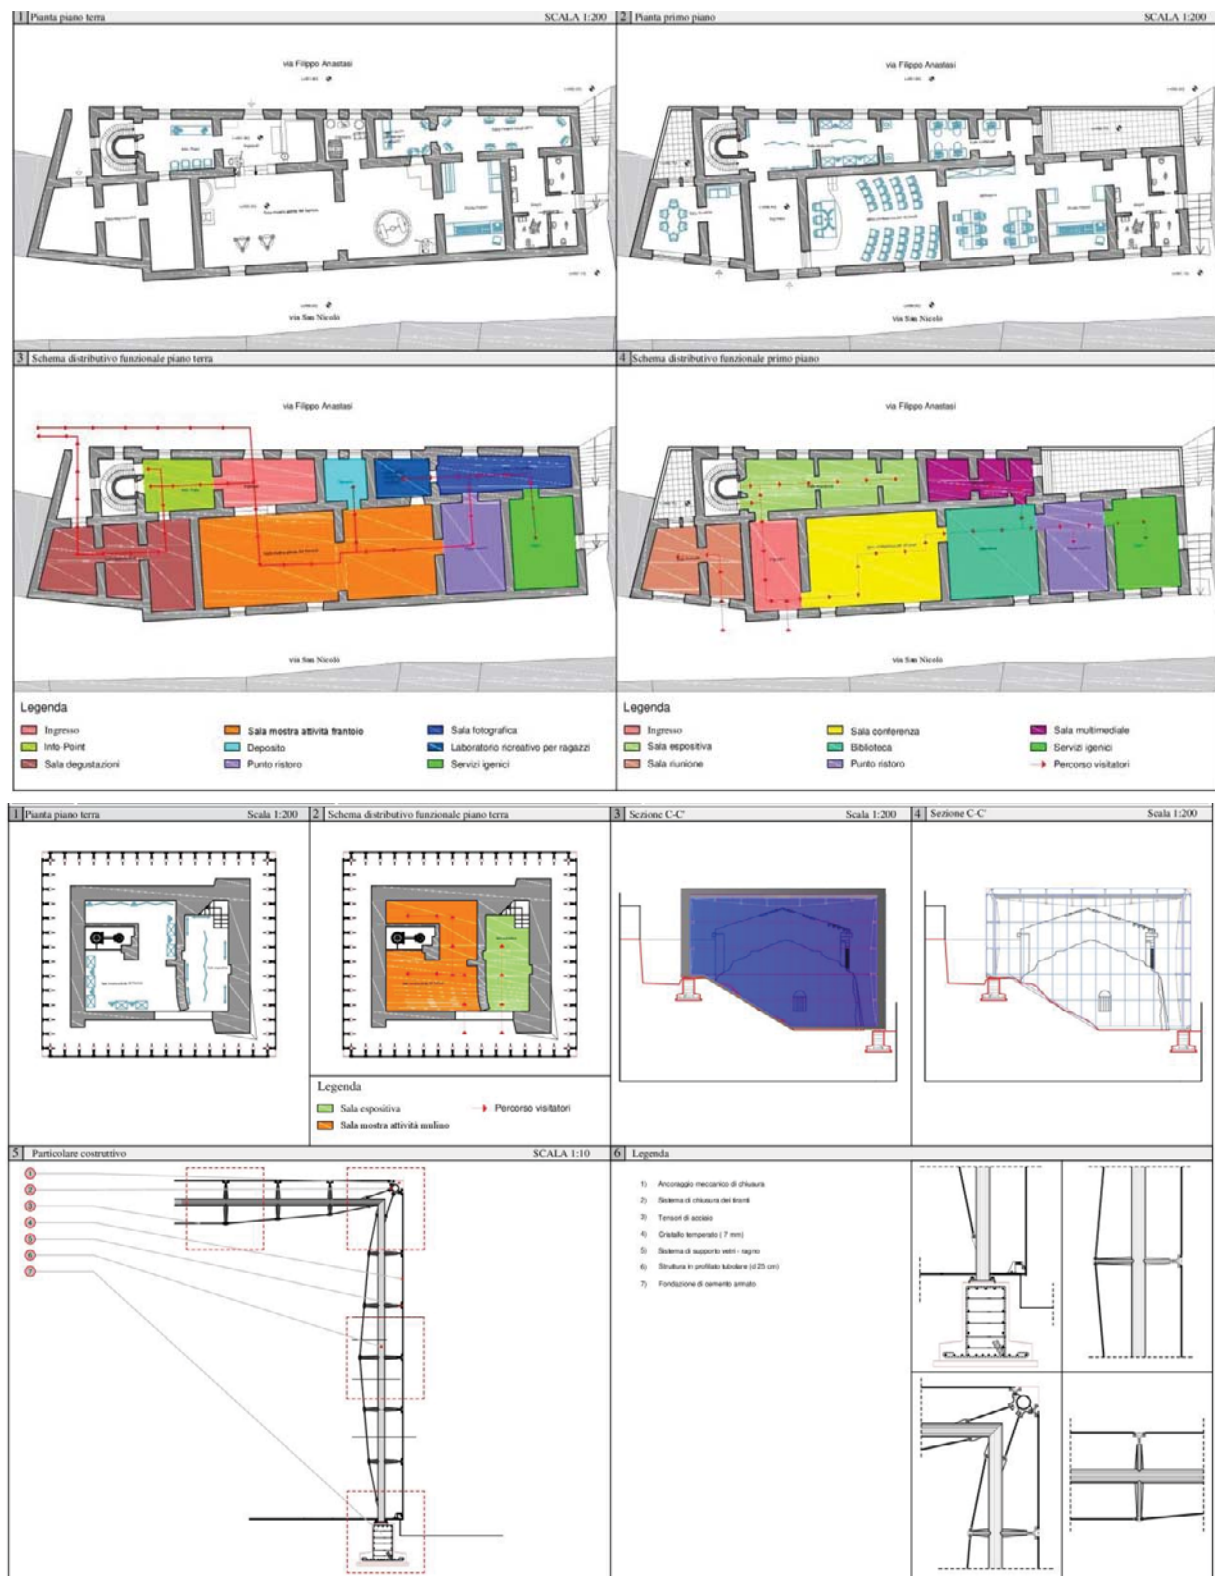 1 Pianta piano terra SCALA 1:200
2 Pianta primo piano SCALA 1:200
via Filippo Anastasi
via Filippo Anastasi
via San Nicolò
via San Nicolò
3 Schema distributivo funzionale piano terra
4 Schema distributivo funzionale primo piano
via Filippo Anastasi
via Filippo Anastasi
via San Nicolò
via San Nicolò
Legenda
Ingresso
Info Point
Sala degustazioni
Sala mostra attività frantoio
Deposito
Punto ristoro
Sala fotografica
Laboratorio ricreativo per ragazzi
Servizi igenici
Legenda
Ingresso
Sala espositiva
Sala riunione
Sala conferenza
Biblioteca
Punto ristoro
Sala multimediale
Servizi igenici
Percorso visitatori
1 Pianta piano terra Scala 1:200
2 Schema distributivo funzionale piano terra
3 Sezione C-C' Scala 1:200
4 Sezione C-C' Scala 1:200
Legenda
Sala espositiva
Sala mostra attività mulino
Percorso visitatori
5 Particolare costruttivo SCALA 1:10
1
2
3
4
5
6
7
6 Legenda
1) Ancoraggio meccanico di chiusura
2) Sistema di chiusura dei tiranti
3) Tensori di acciaio
4) Cristallo temperato ( 7 mm)
5) Sistema di supporto vetri - ragno
6) Struttura in profilato tubolare (d 25 cm)
7) Fondazione di cemento armato